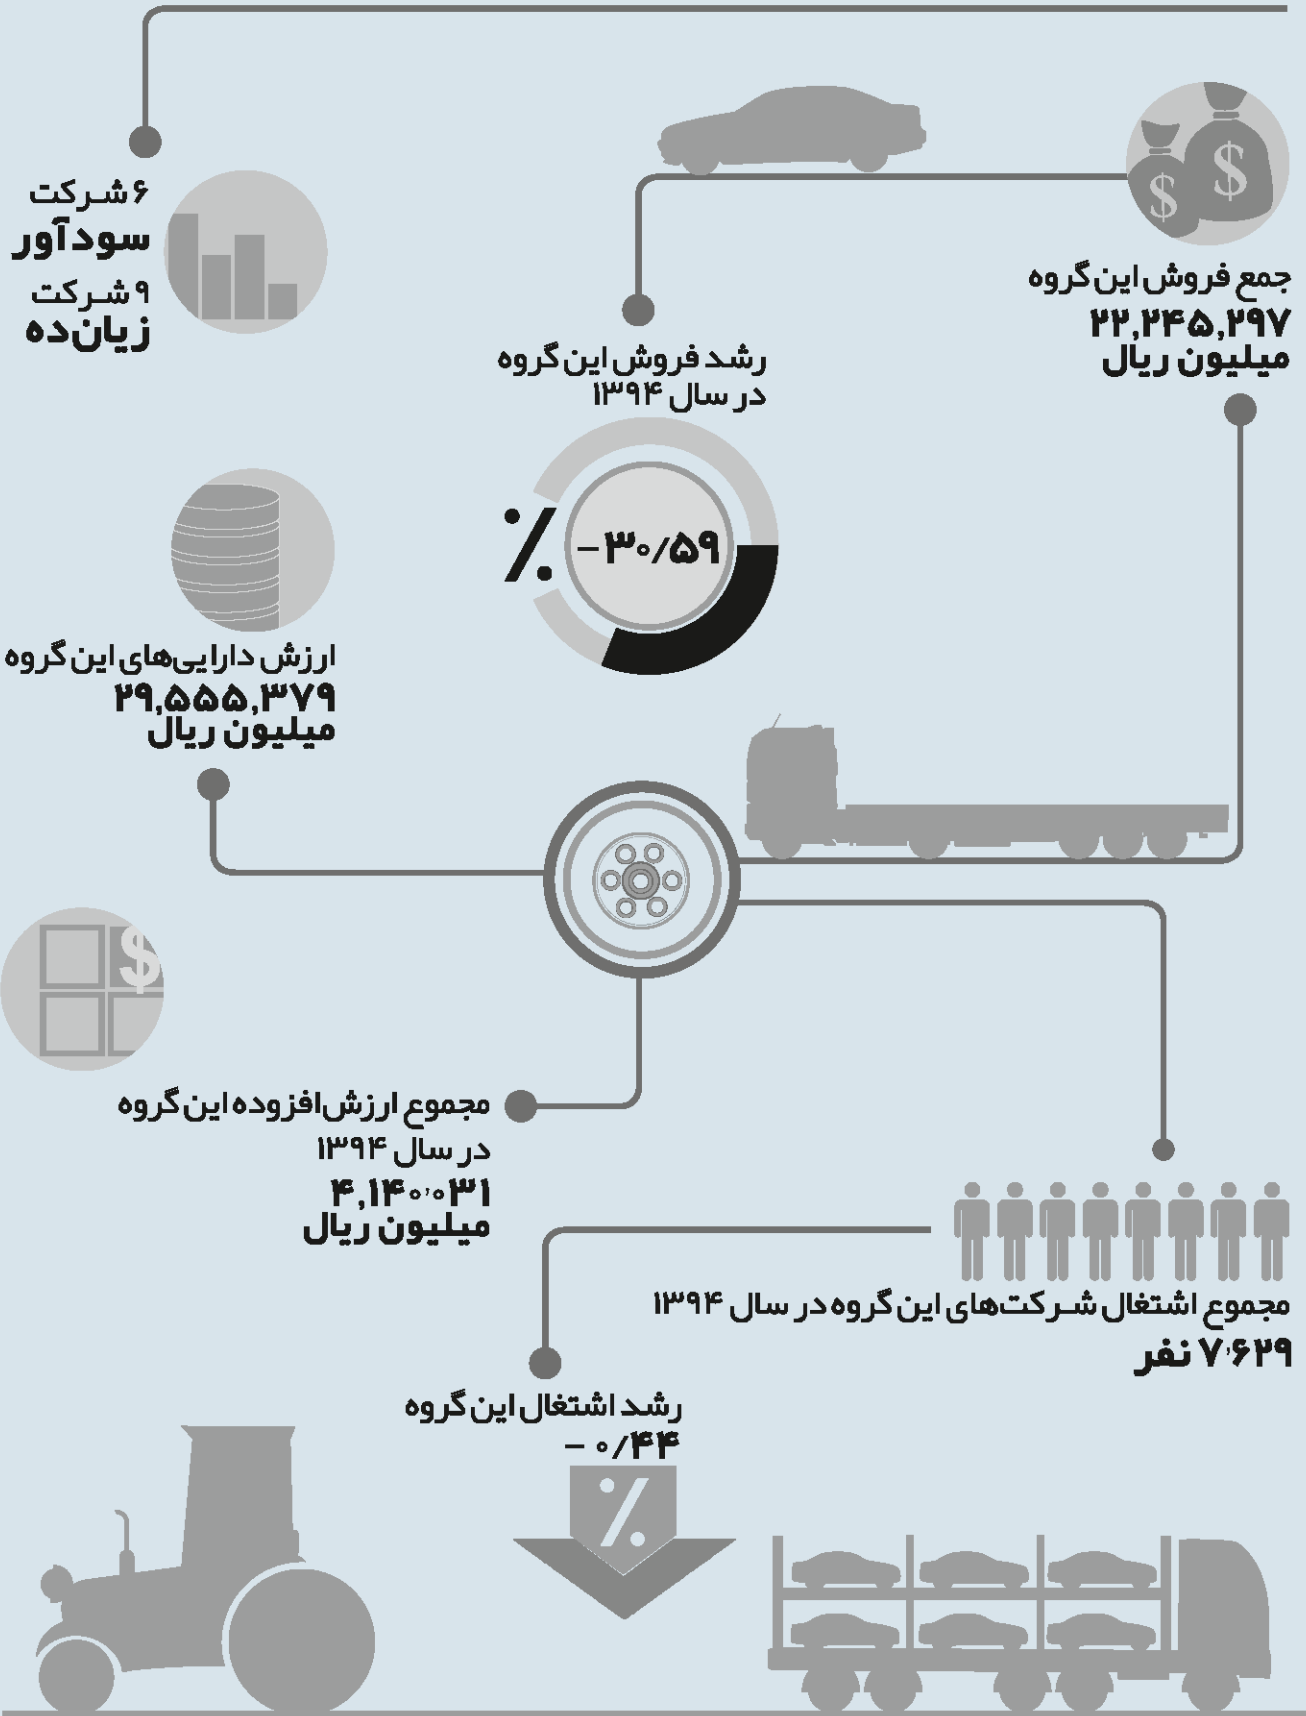 ۶ شرکت
سودآور
۹ شرکت
زیان‌ده
جمع فروش این گروه
۲۲,۲۴۵,۲۹۷
میلیون ریال
$
$
رشد فروش این گروه
در سال ۱۳۹۴
-۳۰/۵۹
٪
ارزش دارایی‌های این گروه
۲۹,۵۵۵,۳۷۹
میلیون ریال
$
مجموع ارزش افزوده این گروه
در سال ۱۳۹۴
۴,۱۴۰,۰۳۱
میلیون ریال
مجموع اشتغال شرکت‌های این گروه در سال ۱۳۹۴
۷,۶۲۹ نفر
رشد اشتغال این گروه
- ۰/۴۴
٪